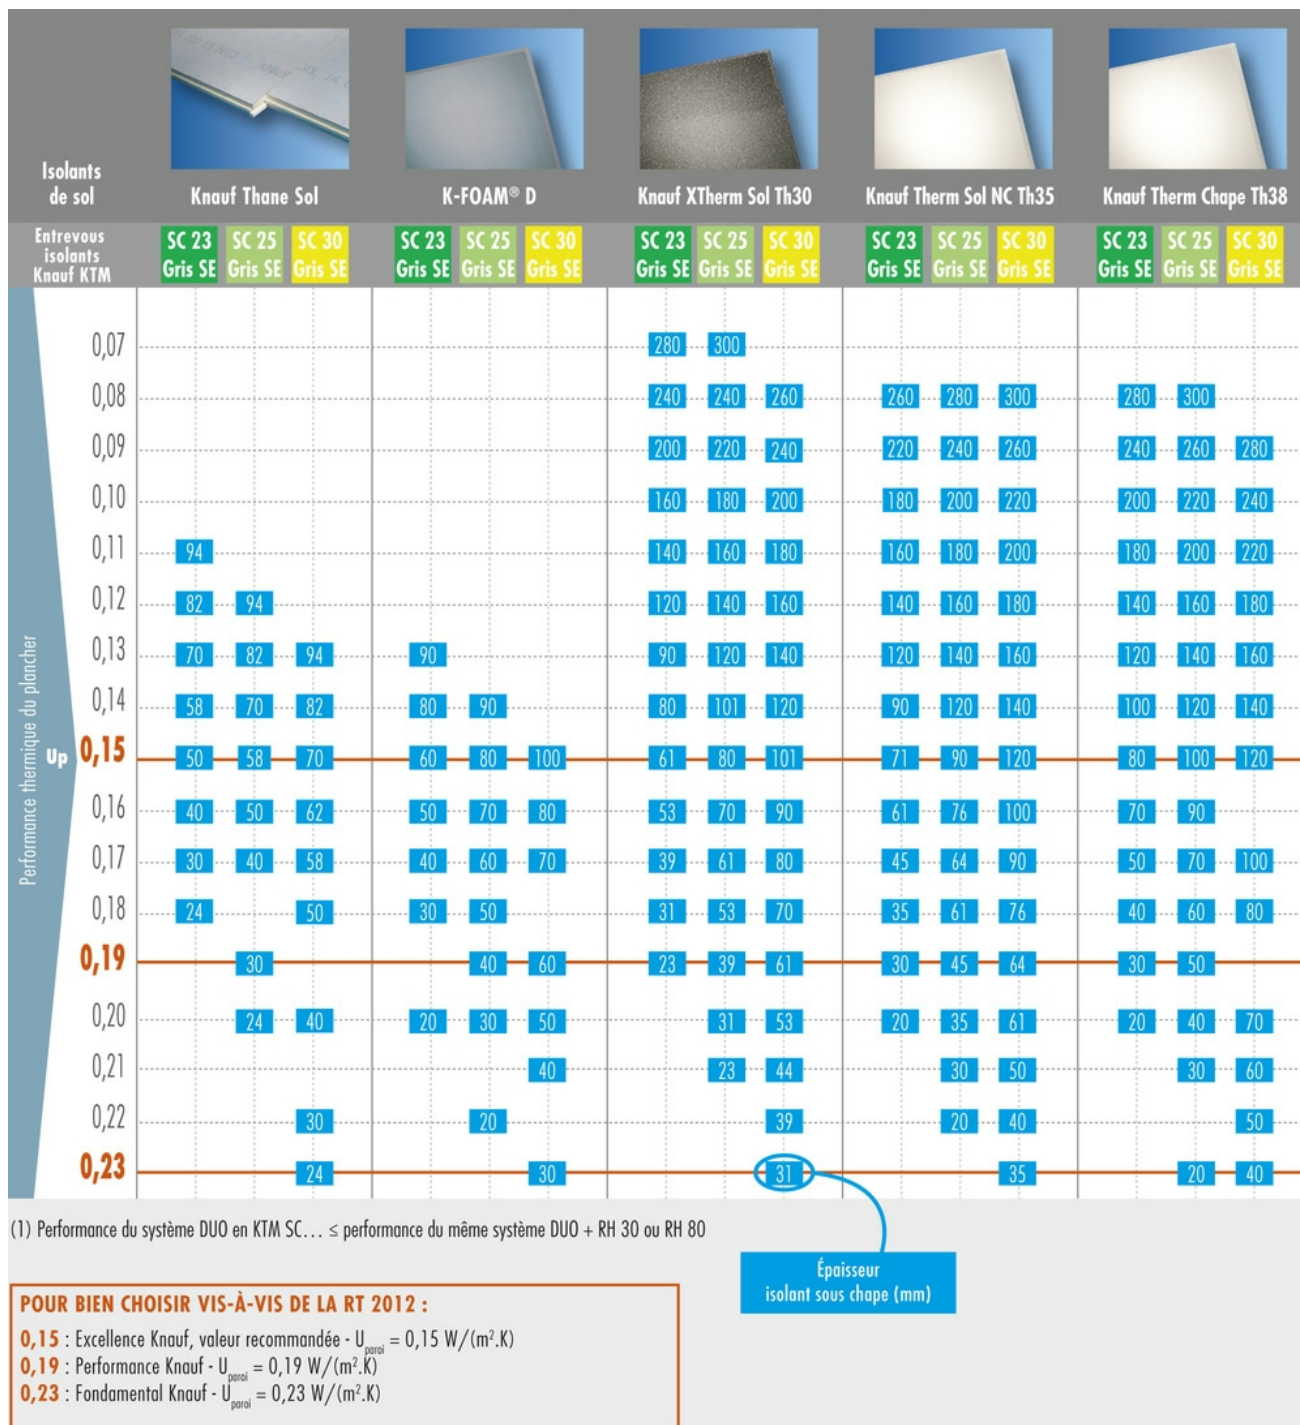 Isolants
de sol
Knauf Thane Sol
K-FOAM® D
Knauf XTherm Sol Th30
Knauf Therm Sol NC Th35
Knauf Therm Chape Th38
Entrevous
isolants
Knauf KTM
SC 23 SC 25 SC 30 SC 23 SC 25 SC 30 SC 23 SC 25 SC 30 SC 23 SC 25 SC 30 SC 23 SC 25 SC 30
Gris SE Gris SE Gris SE Gris SE Gris SE Gris SE Gris SE Gris SE Gris SE Gris SE Gris SE Gris SE Gris SE Gris SE Gris SE
Performance thermique du plancher
Up
0,07 280 300
0,08 240 240 260 260 280 300 280 300
0,09 200 220 240 220 240 260 240 260 280
0,10 160 180 200 180 200 220 200 220 240
0,11 94 140 160 180 160 180 200 180 200 220
0,12 82 94 120 140 160 140 160 180 140 160 180
0,13 70 82 94 90 90 120 140 120 140 160 120 140 160
0,14 58 70 82 80 90 80 101 120 90 120 140 100 120 140
0,15 50 58 70 60 80 100 61 80 101 71 90 120 80 100 120
0,16 40 50 62 50 70 80 53 70 90 61 76 100 70 90
0,17 30 40 58 40 60 70 39 61 80 45 64 90 50 70 100
0,18 24 50 30 50 31 53 70 35 61 76 40 60 80
0,19 30 40 60 23 39 61 30 45 64 30 50
0,20 24 40 20 30 50 31 53 20 35 61 20 40 70
0,21 40 23 44 30 50 30 60
0,22 30 20 39 20 40 50
0,23 24 30 31 35 20 40
(1) Performance du système DUO en KTM SC... ≤ performance du même système DUO + RH 30 ou RH 80
Épaisseur
isolant sous chape (mm)
POUR BIEN CHOISIR VIS-À-VIS DE LA RT 2012 :
0,15 : Excellence Knauf, valeur recommandée - Uparoi = 0,15 W/(m².K)
0,19 : Performance Knauf - Uparoi = 0,19 W/(m².K)
0,23 : Fondamental Knauf - Uparoi = 0,23 W/(m².K)